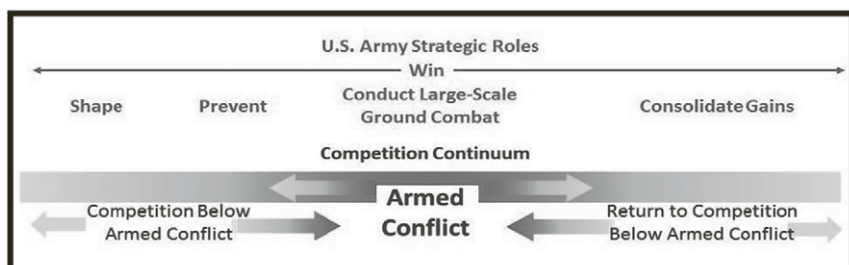 U.S. Army Strategic Roles
Win
Shape Prevent Conduct Large-Scale Ground Combat Consolidate Gains
Competition Continuum
Competition Below Armed Conflict
Armed Conflict
Return to Competition Below Armed Conflict